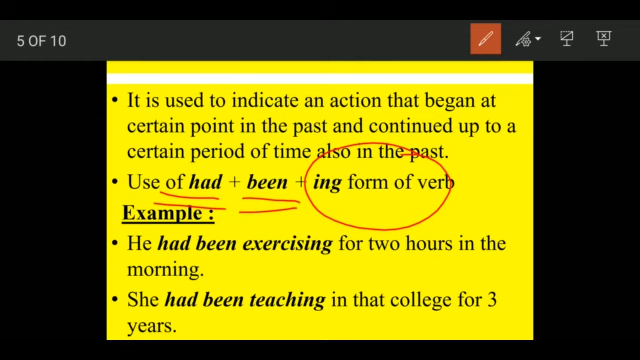 5 OF 10
• It is used to indicate an action that began at
certain point in the past and continued up to a
certain period of time also in the past.
• Use of had + been + ing form of verb
Example :
• He had been exercising for two hours in the
morning.
• She had been teaching in that college for 3
years.